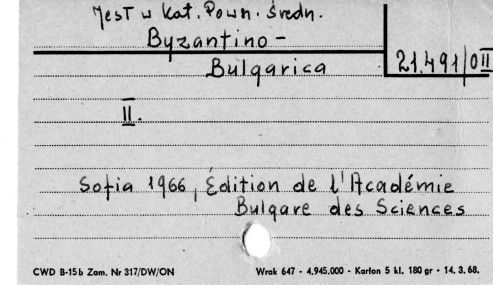 Jest w Kat. Pown. średn.
Byzantino -
Bulgarica
21.491/0II
II.
Sofia 1966, Édition de l'Académie
Bulgare des Sciences
CWD B-15b Zam. Nr 317/DW/ON
Wrak 647 - 4.945.000 - Karton 5 kl. 180 gr - 14. 3. 68.